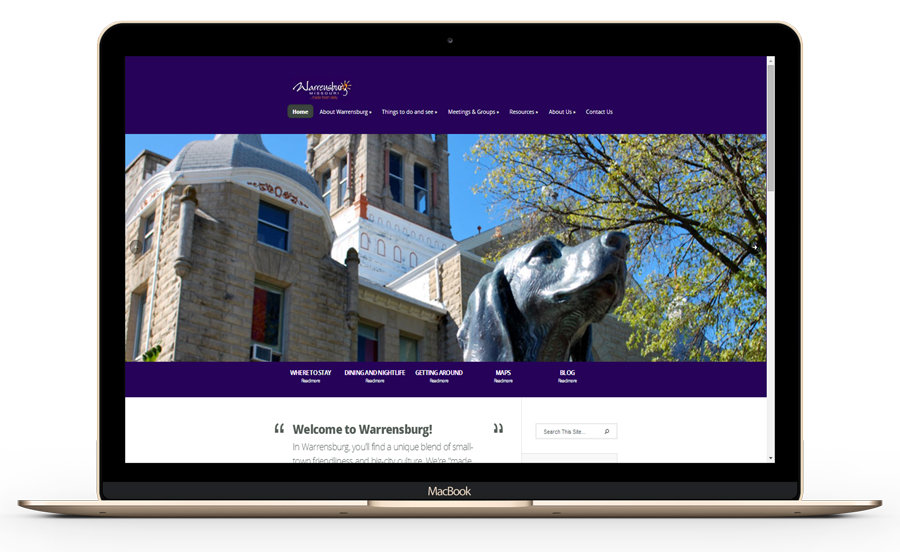 Warrensburg
MISSOURI
Home About Warrensburg » Things to do and see » Meetings & Groups » Resources » About Us » Contact Us
WHERE TO STAY DINING AND NIGHTLIFE GETTING AROUND MAPS BLOG
Readmore Readmore Readmore Readmore Readmore
“ Welcome to Warrensburg! ”
In Warrensburg, you'll find a unique blend of small-
town friendliness and big-city culture. We're "made
Search This Site...
MacBook